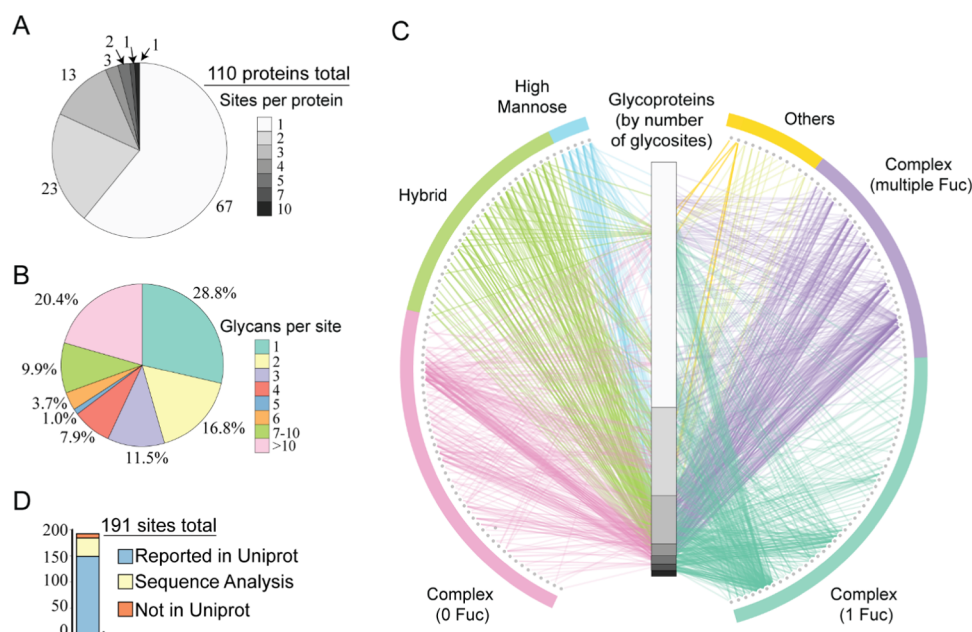 A
2
1
1
3
13
23
67
110 proteins total
Sites per protein
1
2
3
4
5
7
10
B
20.4%
28.8%
9.9%
3.7%
1.0%
7.9%
11.5%
16.8%
Glycans per site
1
2
3
4
5
6
7-10
>10
C
High
Mannose
Glycoproteins
(by number
of glycosites)
Others
Complex
(multiple Fuc)
Hybrid
Complex
(0 Fuc)
Complex
(1 Fuc)
D
200
150
100
50
0
191 sites total
Reported in Uniprot
Sequence Analysis
Not in Uniprot